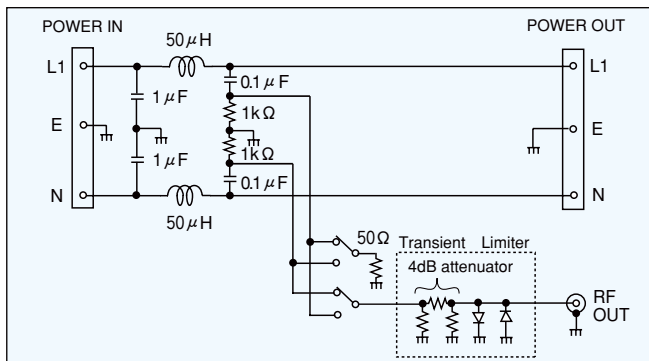 POWER IN
POWER OUT
50μH
L1
L1
0.1μF
1μF
1kΩ
E
E
1kΩ
1μF
0.1μF
N
N
50μH
50Ω
Transient Limiter
4dB attenuator
RF
OUT